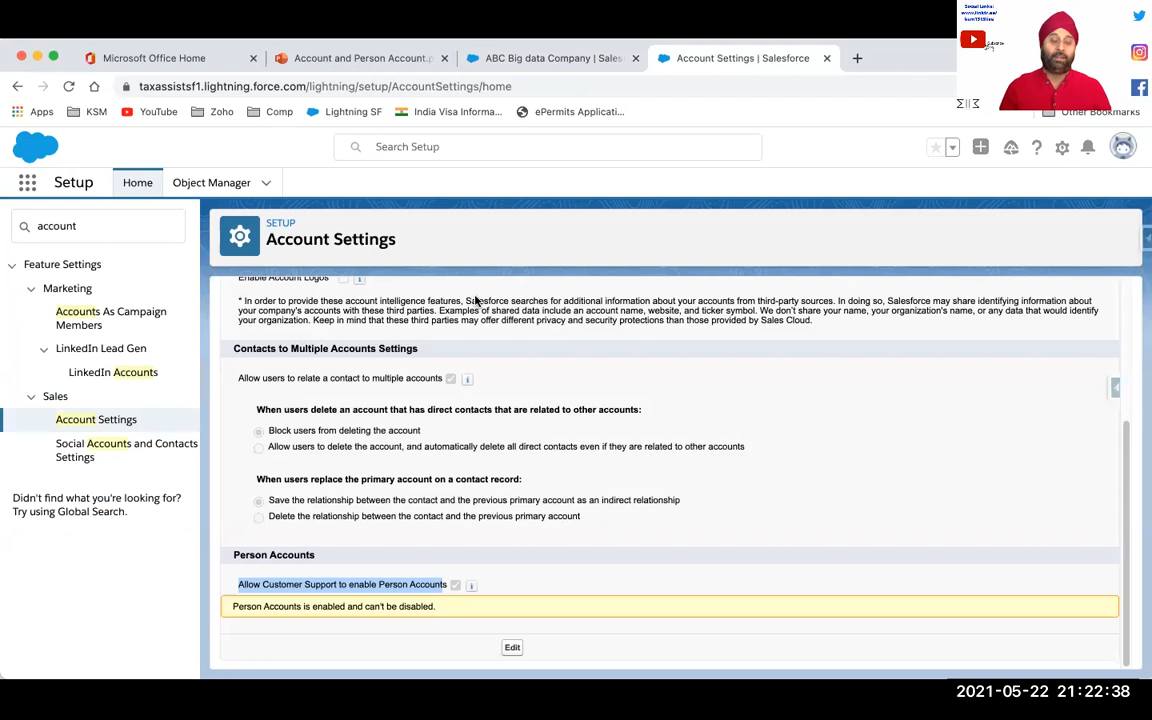 Social Links:
Microsoft Office Home
Account and Person Account.p
ABC Big data Company | Sales
Account Settings | Salesforce
Subscribe
taxassistsf1.lightning.force.com/lightning/setup/AccountSettings/home
Apps
KSM
YouTube
Zoho
Comp
Lightning SF
India Visa Informa...
ePermits Applicati...
Other Bookmarks
Search Setup
Setup
Home
Object Manager
account
SETUP
Account Settings
Feature Settings
Marketing
Accounts As Campaign
Members
LinkedIn Lead Gen
LinkedIn Accounts
Sales
Account Settings
Social Accounts and Contacts
Settings
Didn't find what you're looking for?
Try using Global Search.
Enable Account Logos
* In order to provide these account intelligence features, Salesforce searches for additional information about your accounts from third-party sources. In doing so, Salesforce may share identifying information about
your company's accounts with these third parties. Examples of shared data include an account name, website, and ticker symbol. We don't share your name, your organization's name, or any data that would identify
your organization. Keep in mind that these third parties may offer different privacy and security protections than those provided by Sales Cloud.
Contacts to Multiple Accounts Settings
Allow users to relate a contact to multiple accounts
When users delete an account that has direct contacts that are related to other accounts:
Block users from deleting the account
Allow users to delete the account, and automatically delete all direct contacts even if they are related to other accounts
When users replace the primary account on a contact record:
Save the relationship between the contact and the previous primary account as an indirect relationship
Delete the relationship between the contact and the previous primary account
Person Accounts
Allow Customer Support to enable Person Accounts
Person Accounts is enabled and can't be disabled.
Edit
2021-05-22 21:22:38